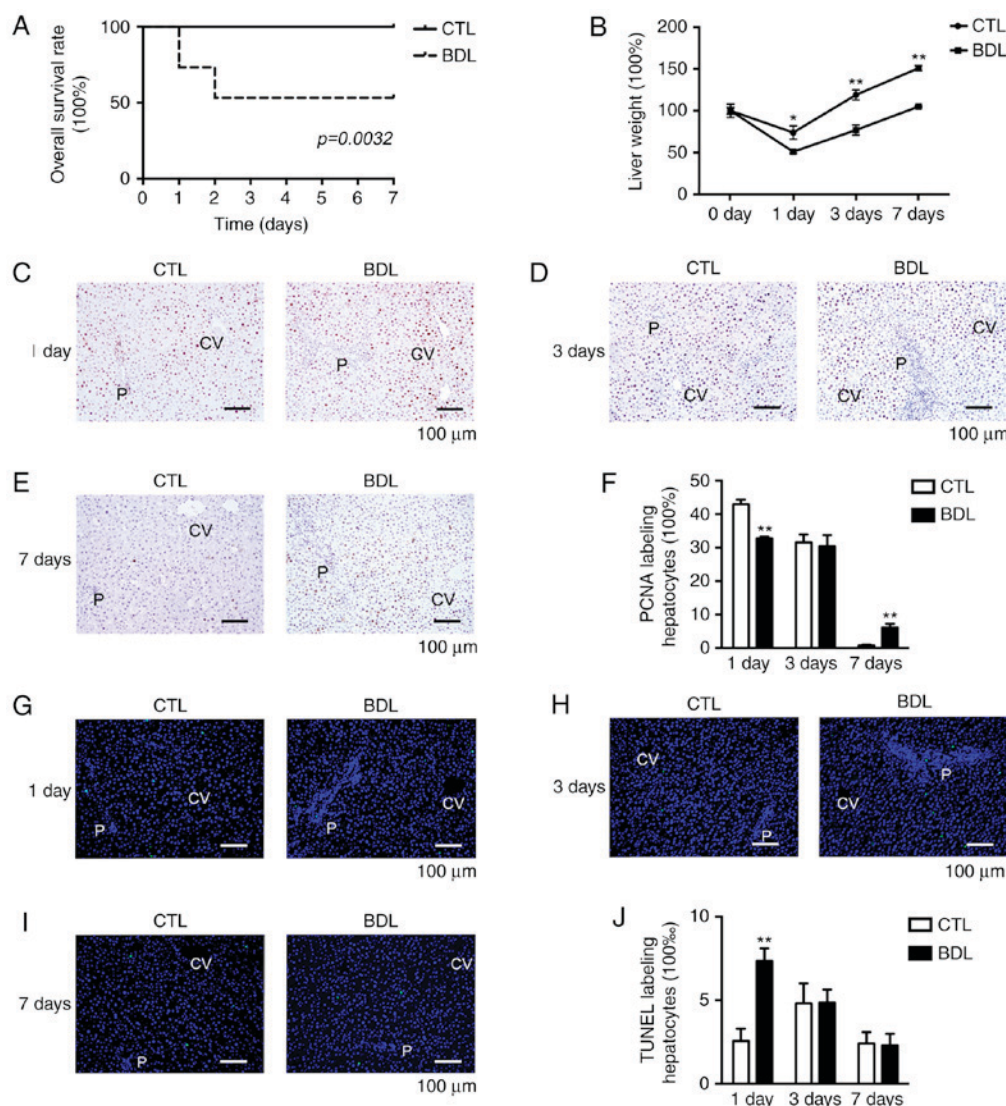 A
Overall survival rate
(100%)
100
50
0
0 1 2 3 4 5 6 7
Time (days)
p=0.0032
CTL
BDL
B
Liver weight (100%)
200
150
100
50
0
* ** **
0 day 1 day 3 days 7 days
CTL
BDL
C
CTL BDL
1 day
P CV P CV
100 μm
D
CTL BDL
3 days
P CV CV P CV
100 μm
E
CTL BDL
7 days
CV P P CV
100 μm
F
PCNA labeling
hepatocytes (100%)
50
40
30
20
10
0
** **
1 day 3 days 7 days
CTL
BDL
G
CTL BDL
1 day
CV P CV P
100 μm
H
CTL BDL
3 days
CV P P CV
100 μm
I
CTL BDL
7 days
CV P CV P
100 μm
J
TUNEL labeling
hepatocytes (100‰)
10
5
0
**
1 day 3 days 7 days
CTL
BDL